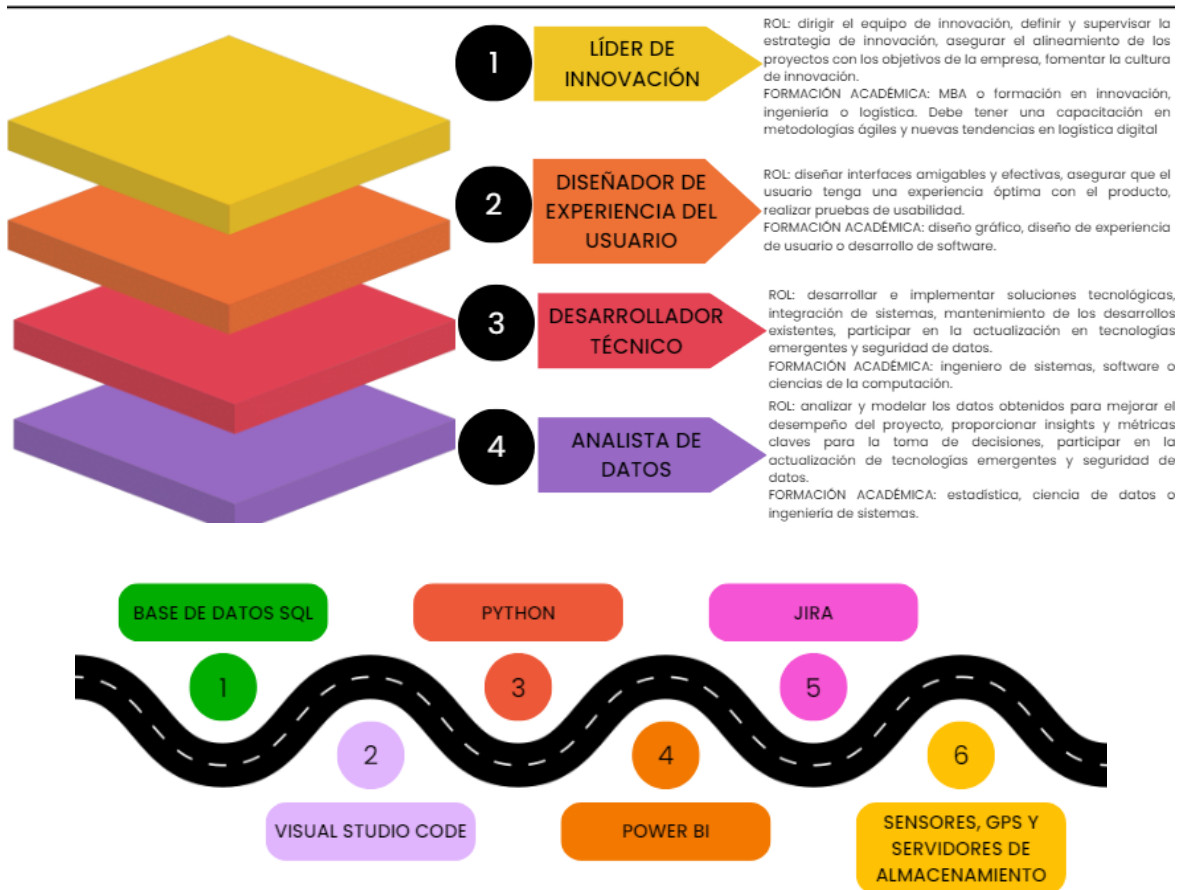 1
LÍDER DE
INNOVACIÓN
ROL: dirigir el equipo de innovación, definir y supervisar la
estrategia de innovación, asegurar el alineamiento de los
proyectos con los objetivos de la empresa, fomentar la cultura
de innovación.
FORMACIÓN ACADÉMICA: MBA o formación en innovación,
ingeniería o logística. Debe tener una capacitación en
metodologías ágiles y nuevas tendencias en logística digital
2
DISEÑADOR DE
EXPERIENCIA DEL
USUARIO
ROL: diseñar interfaces amigables y efectivas, asegurar que el
usuario tenga una experiencia óptima con el producto,
realizar pruebas de usabilidad.
FORMACIÓN ACADÉMICA: diseño gráfico, diseño de experiencia
de usuario o desarrollo de software.
3
DESARROLLADOR
TÉCNICO
ROL: desarrollar e implementar soluciones tecnológicas,
integración de sistemas, mantenimiento de los desarrollos
existentes, participar en la actualización en tecnologías
emergentes y seguridad de datos.
FORMACIÓN ACADÉMICA: ingeniero de sistemas, software o
ciencias de la computación.
4
ANALISTA DE
DATOS
ROL: analizar y modelar los datos obtenidos para mejorar el
desempeño del proyecto, proporcionar insights y métricas
claves para la toma de decisiones, participar en la
actualización de tecnologías emergentes y seguridad de
datos.
FORMACIÓN ACADÉMICA: estadística, ciencia de datos o
ingeniería de sistemas.
BASE DE DATOS SQL
1
2
VISUAL STUDIO CODE
PYTHON
3
4
POWER BI
JIRA
5
6
SENSORES, GPS Y
SERVIDORES DE
ALMACENAMIENTO